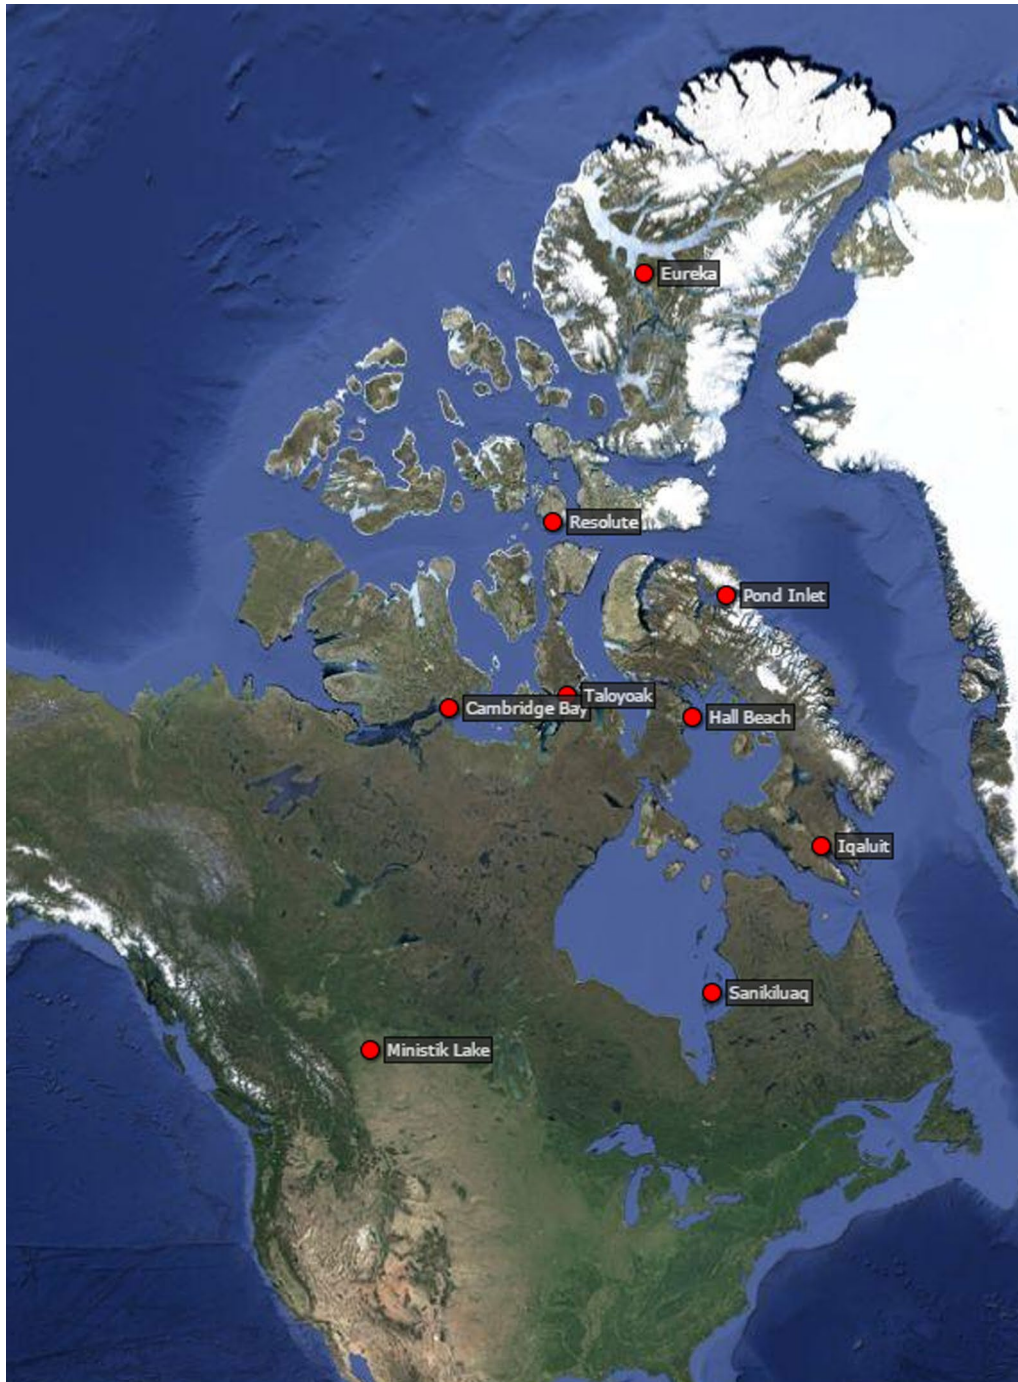 Eureka
Resolute
Pond Inlet
Taloyoak
Cambridge Bay
Hall Beach
Iqaluit
Sanikiluaq
Ministik Lake